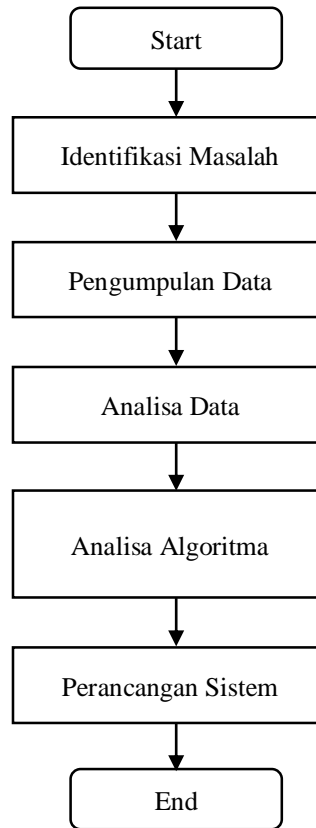 Start
Identifikasi Masalah
Pengumpulan Data
Analisa Data
Analisa Algoritma
Perancangan Sistem
End